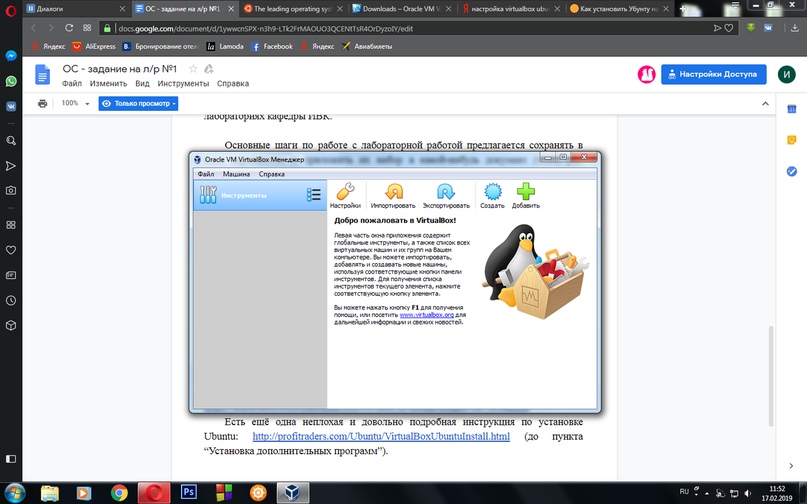 Диалоги
ОС - задание на л/р №1
The leading operating system
Downloads – Oracle VM V
настройка virtualbox ubun
Как установить Убунту на
docs.google.com/document/d/1ywwcnSPX-n3h9-LTk2FrMAOUO3QCENtTsR4OrDyzolY/edit
Яндекс
AliExpress
Бронирование отел
Lamoda
Facebook
Яндекс
Авиабилеты
ОС - задание на л/р №1
Файл Изменить Вид Инструменты Справка
Настройки Доступа
И
100%
Только просмотр
лабораториях кафедры ИВК.
Основные шаги по работе с лабораторной работой предлагается сохранять в
Oracle VM VirtualBox Менеджер
Файл Машина Справка
Инструменты
Настройки Импортировать Экспортировать Создать Добавить
Добро пожаловать в VirtualBox!
Левая часть окна приложения содержит
глобальные инструменты, а также список всех
виртуальных машин и их групп на Вашем
компьютере. Вы можете импортировать,
добавлять и создавать новые машины,
используя соответствующие кнопки панели
инструментов. Для получения списка
инструментов текущего элемента, нажмите
соответствующую кнопку элемента.
Вы можете нажать кнопку F1 для получения
помощи, или посетить www.virtualbox.org для
дальнейшей информации и свежих новостей.
Есть ещё одна неплохая и довольно подробная инструкция по установке
Ubuntu: http://profitraders.com/Ubuntu/VirtualBoxUbuntuInstall.html (до пункта
“Установка дополнительных программ”).
RU
11:52
17.02.2019